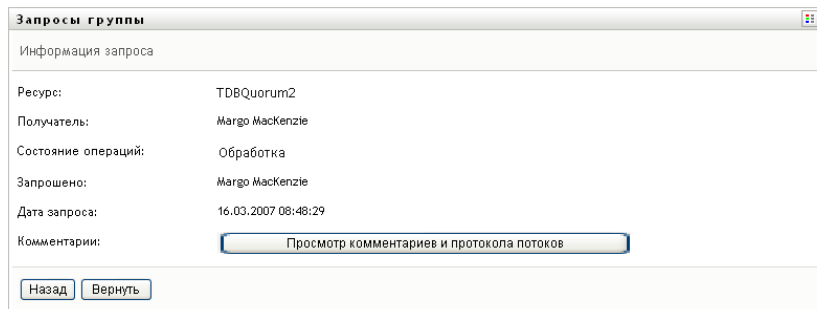 Запросы группы
Информация запроса
Ресурс: TDBQuorum2
Получатель: Margo MacKenzie
Состояние операций: Обработка
Запрошено: Margo MacKenzie
Дата запроса: 16.03.2007 08:48:29
Комментарии: Просмотр комментариев и протокола потоков
Назад Вернуть